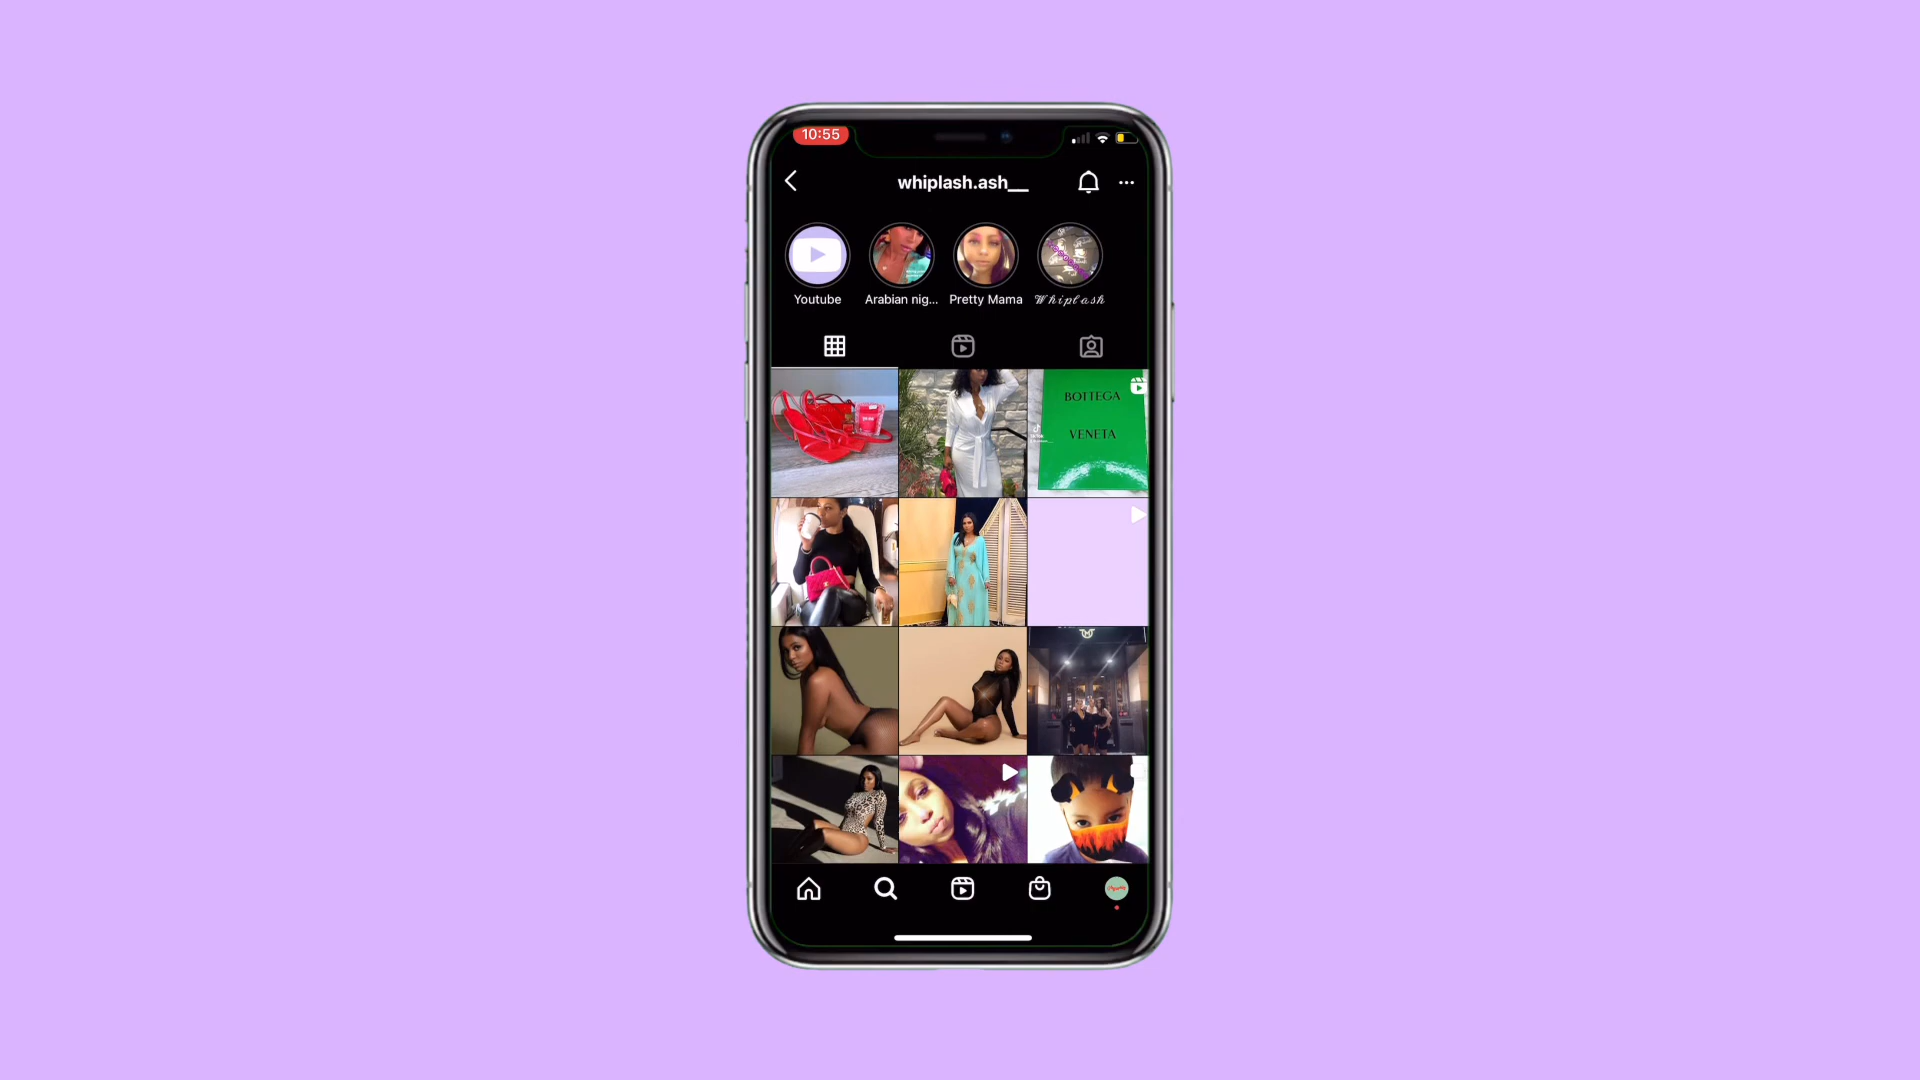 10:55
whiplash.ash__
Youtube
Arabian nig...
Pretty Mama
𝓦𝓱𝓲𝓹𝓵𝓪𝓼𝓱
BOTTEGA
VENETA